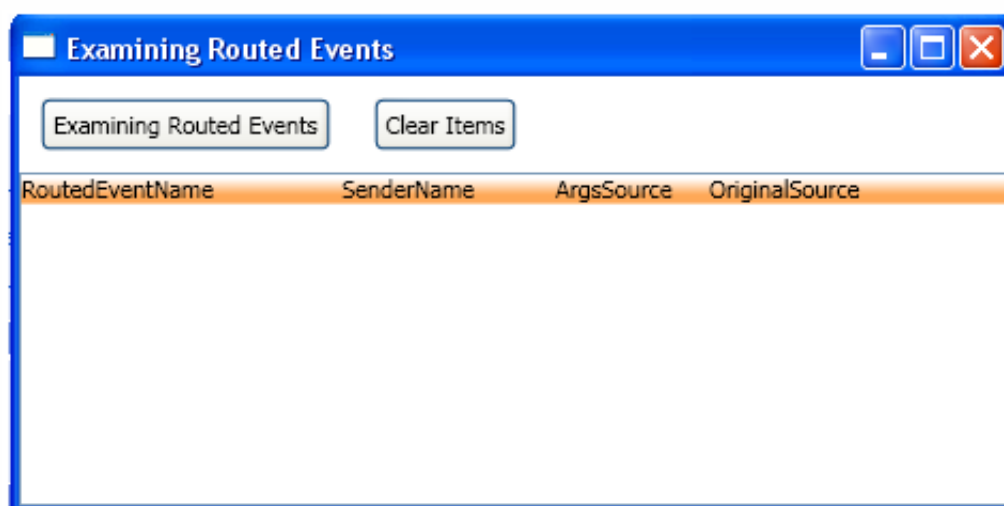 Examining Routed Events
Examining Routed Events Clear Items
RoutedEventName SenderName ArgsSource OriginalSource